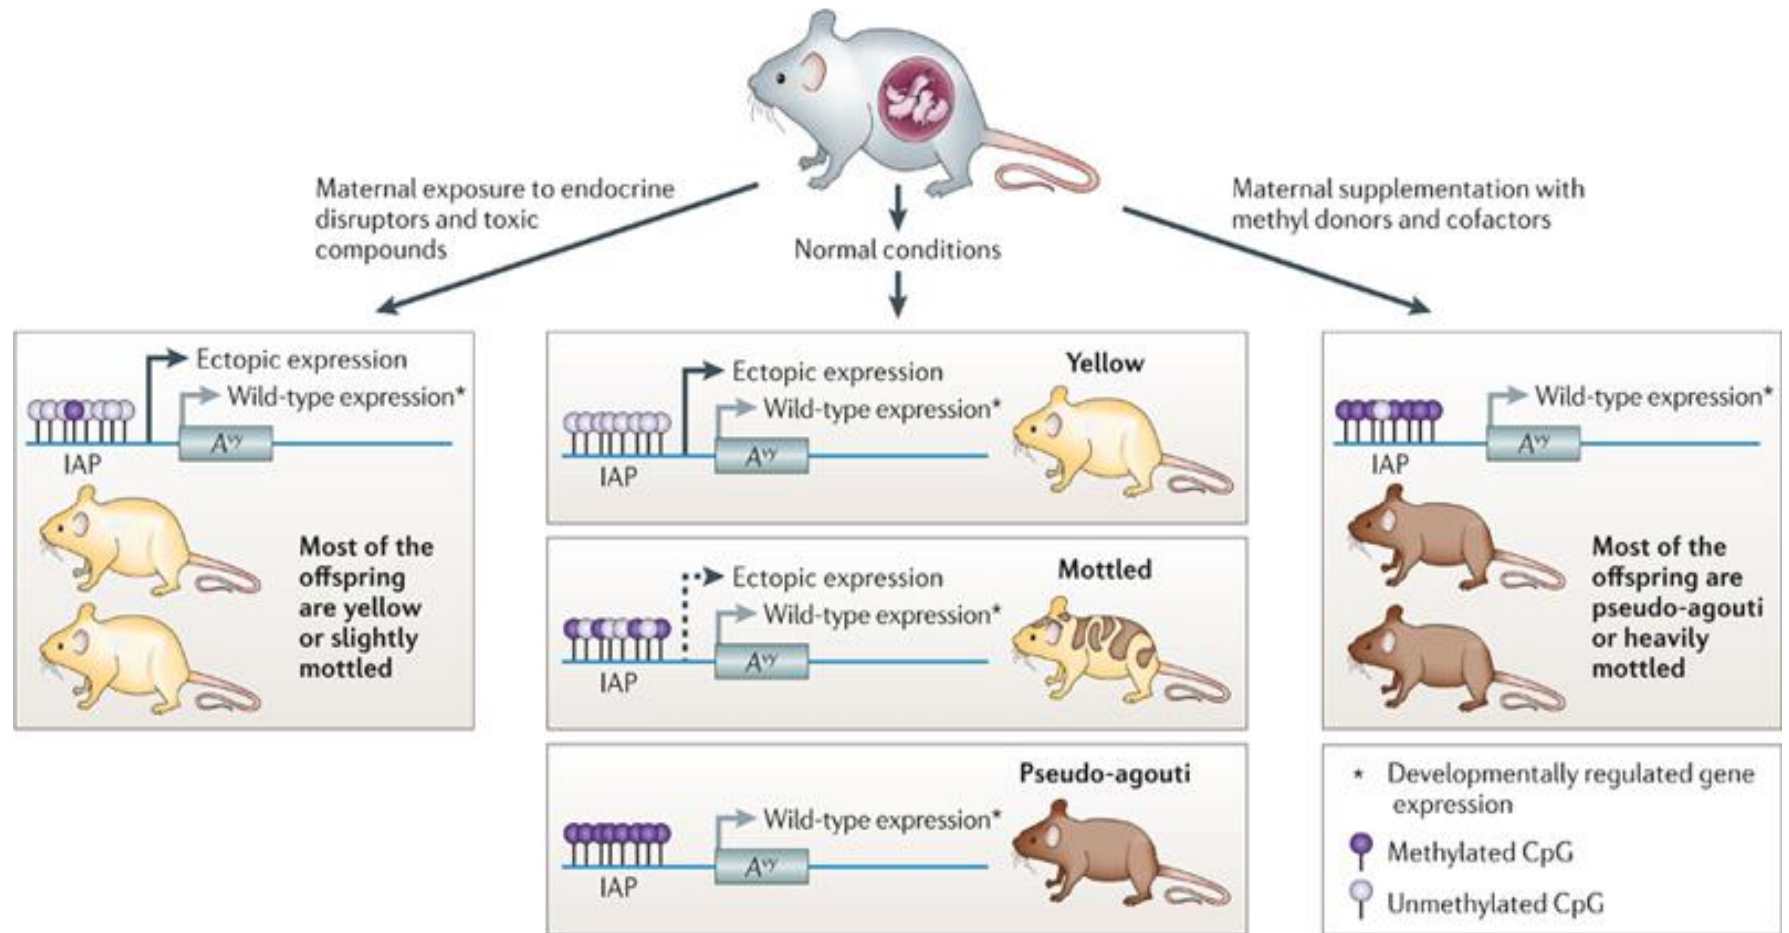 Maternal exposure to endocrine
disruptors and toxic
compounds
Normal conditions
Maternal supplementation with
methyl donors and cofactors
Ectopic expression
Wild-type expression*
Avy
IAP
Most of the
offspring
are yellow
or slightly
mottled
Yellow
Ectopic expression
Wild-type expression*
Avy
IAP
Mottled
Ectopic expression
Wild-type expression*
Avy
IAP
Pseudo-agouti
Wild-type expression*
Avy
IAP
Wild-type expression*
Avy
IAP
Most of the
offspring are
pseudo-agouti
or heavily
mottled
* Developmentally regulated gene
expression
Methylated CpG
Unmethylated CpG